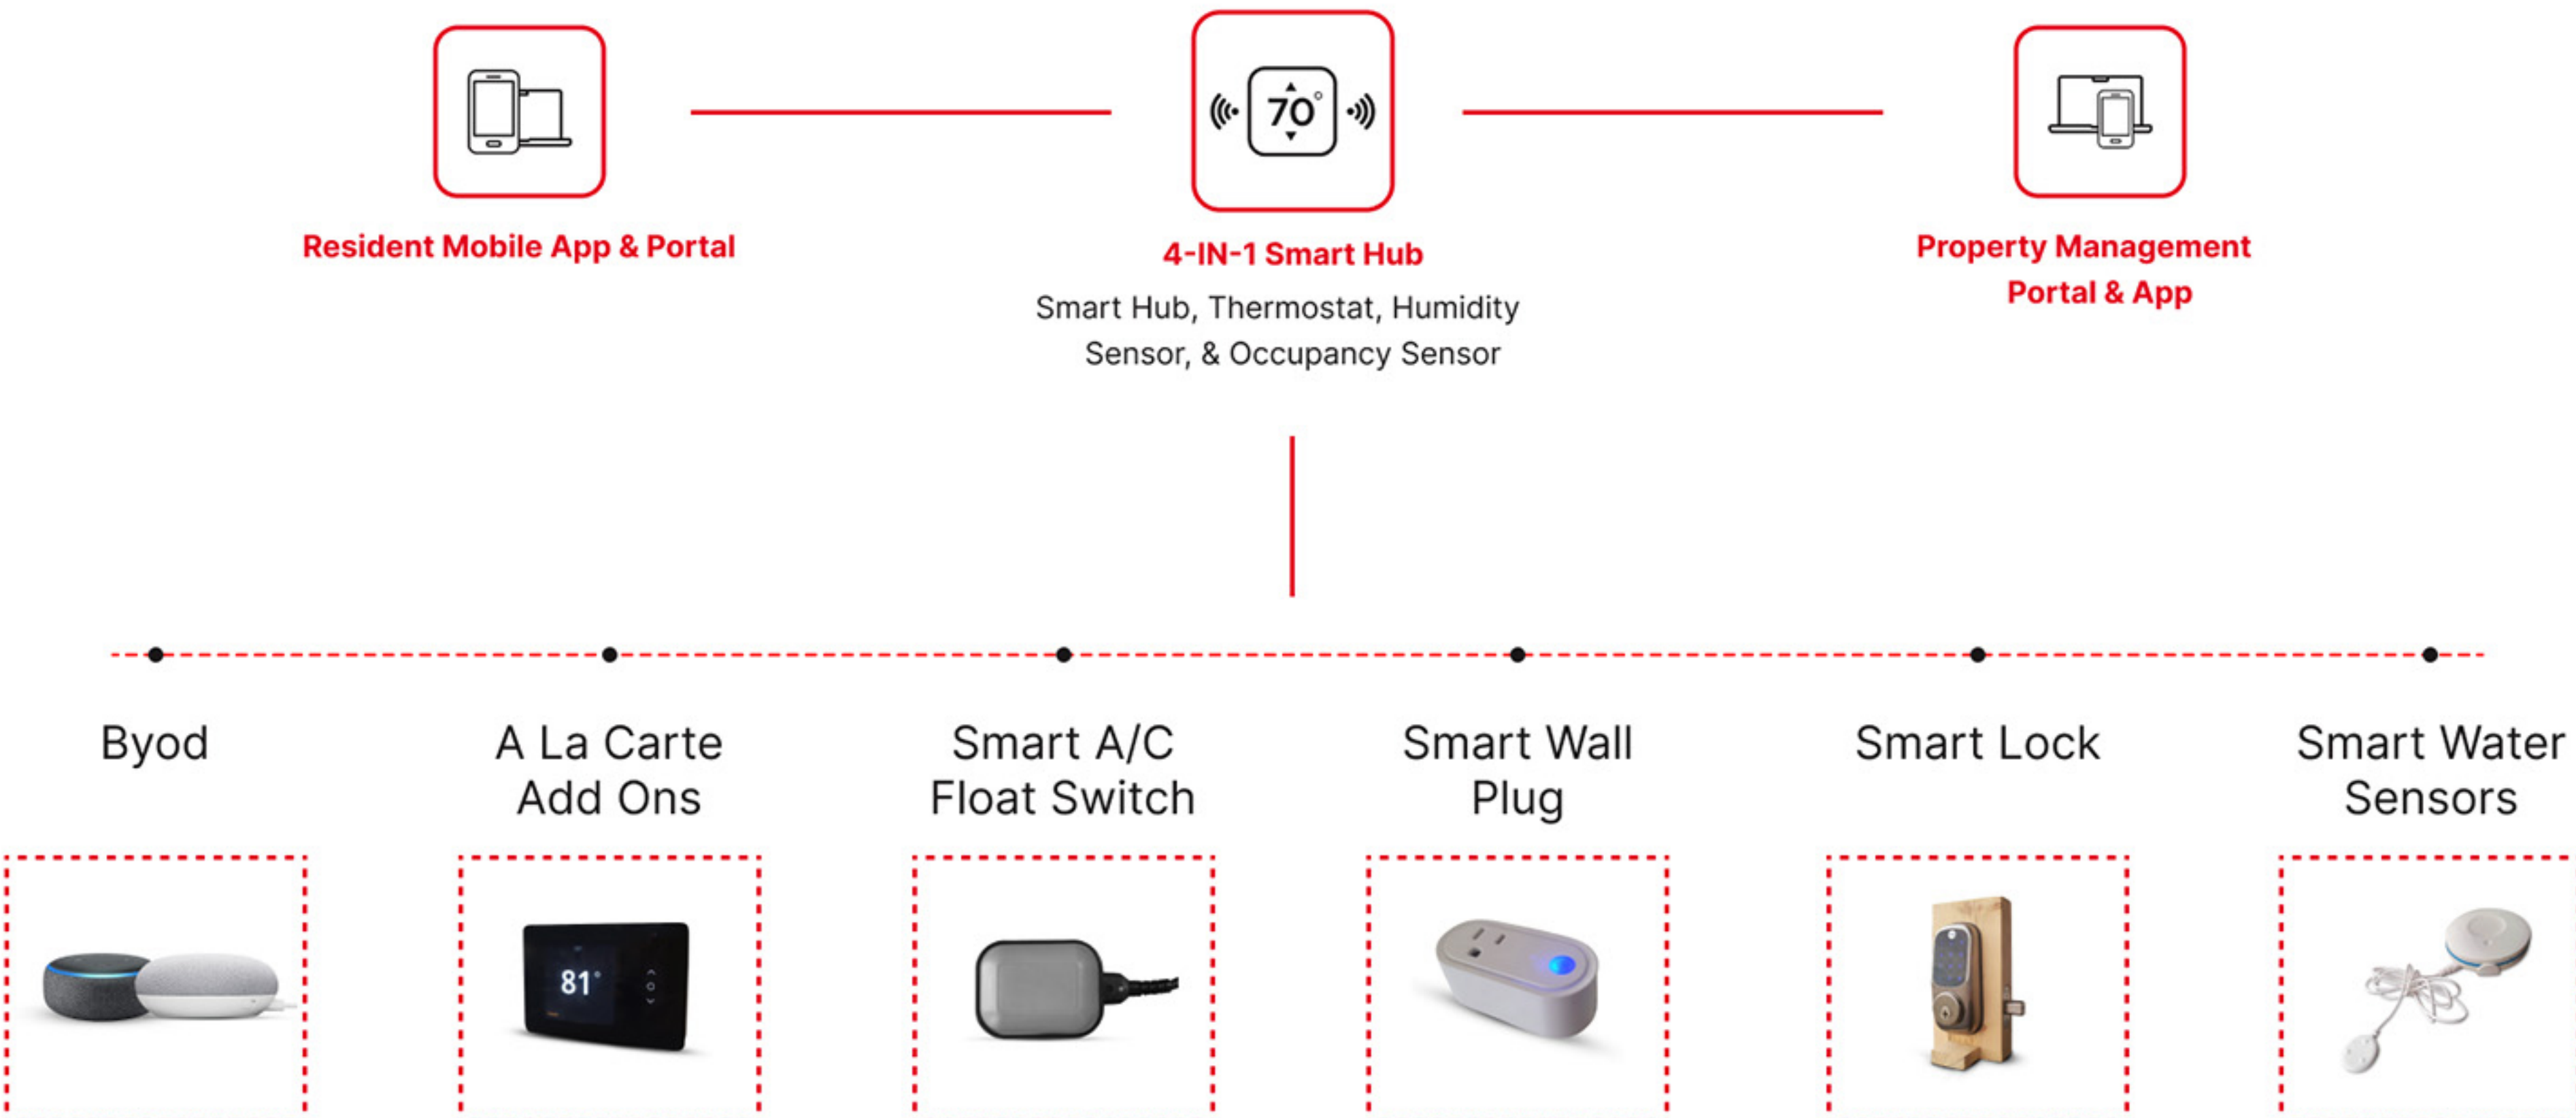 70°
Resident Mobile App & Portal
4-IN-1 Smart Hub
Smart Hub, Thermostat, Humidity
Sensor, & Occupancy Sensor
Property Management
Portal & App
Byod
A La Carte
Add Ons
Smart A/C
Float Switch
Smart Wall
Plug
Smart Lock
Smart Water
Sensors
81°